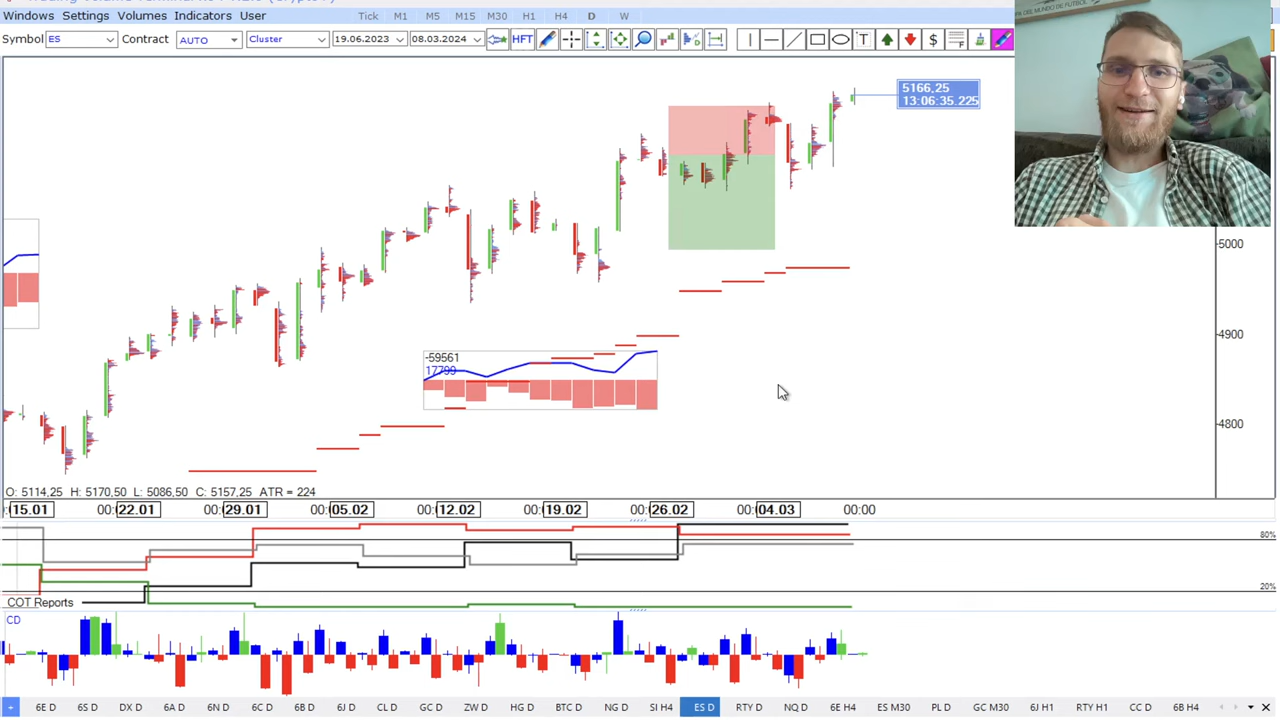 Windows Settings Volumes Indicators User Tick M1 M5 M15 M30 H1 H4 D W
Symbol ES Contract AUTO Cluster 19.06.2023 08.03.2024 HFT T $
5166,25
13:06:35.225
5000
4900
-59561
17799
4800
O: 5114,25 H: 5170,50 L: 5086,50 C: 5157,25 ATR = 224
15.01 00: 22.01 00: 29.01 00: 05.02 00: 12.02 00: 19.02 00: 26.02 00: 04.03 00:00
80%
20%
COT Reports
CD
+ 6E D 6S D DX D 6A D 6N D 6C D 6B D 6J D CL D GC D ZW D HG D BTC D NG D SI H4 ES D RTY D NQ D 6E H4 ES M30 PL D GC M30 6J H1 RTY H1 CC D 6B H4